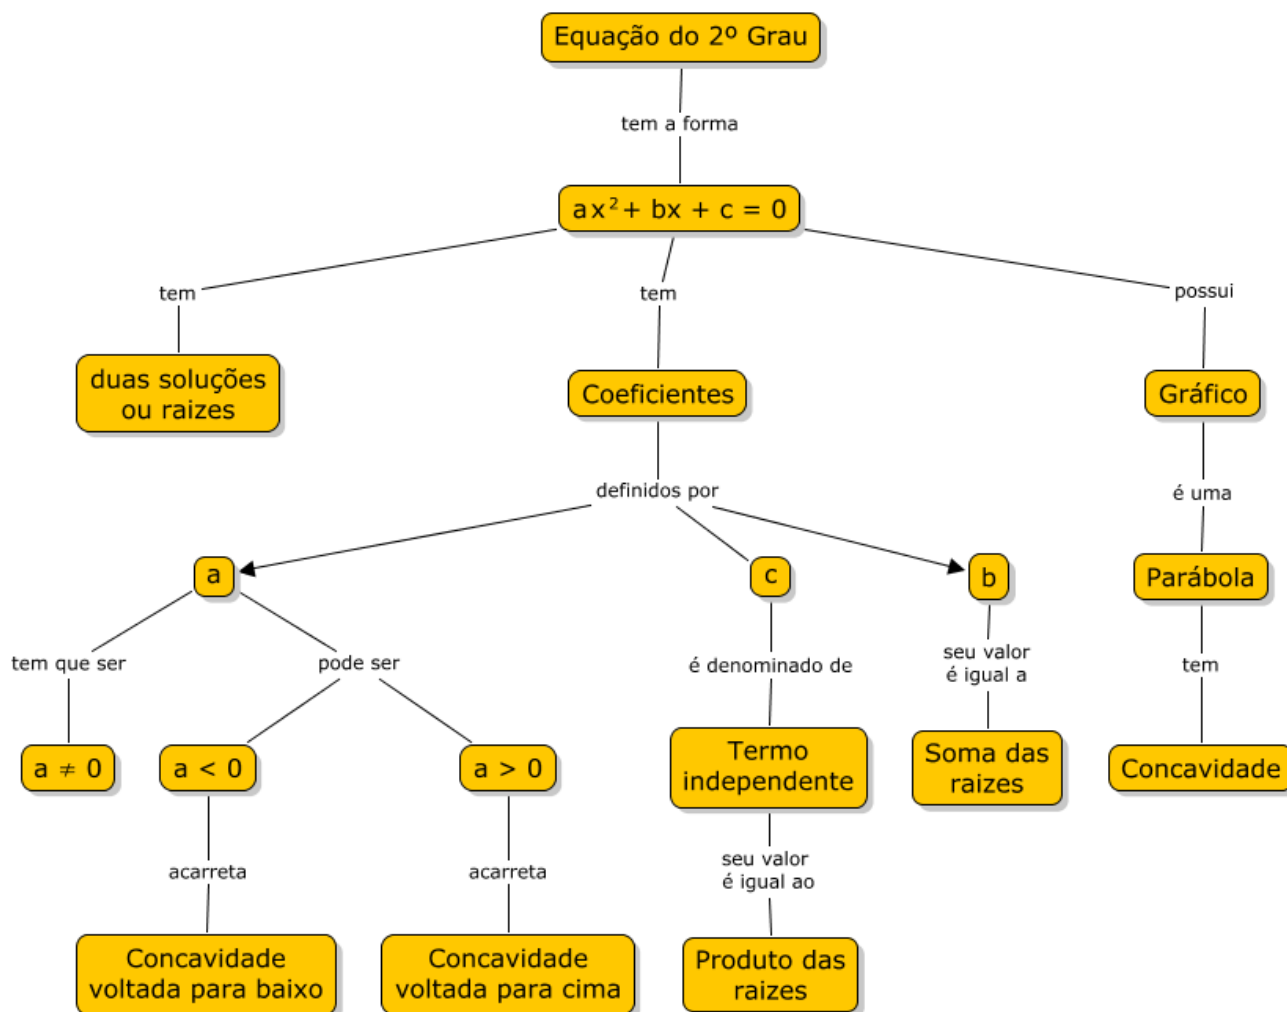 Equação do 2º Grau
tem a forma
ax²+ bx + c = 0
tem
tem
possui
duas soluções
ou raizes
Coeficientes
Gráfico
definidos por
é uma
a
c
b
Parábola
tem que ser
pode ser
é denominado de
seu valor
é igual a
tem
a ≠ 0
a < 0
a > 0
Termo
independente
Soma das
raizes
Concavidade
acarreta
acarreta
seu valor
é igual ao
Concavidade
voltada para baixo
Concavidade
voltada para cima
Produto das
raizes